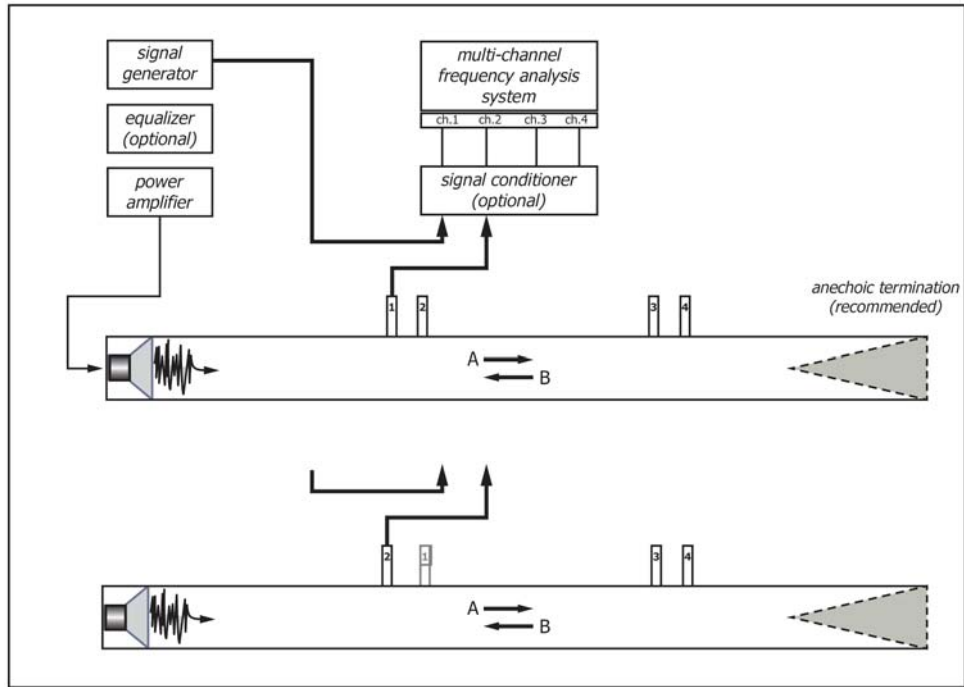 signal
generator
equalizer
(optional)
power
amplifier
multi-channel
frequency analysis
system
ch.1 ch.2 ch.3 ch.4
signal conditioner
(optional)
1 2 3 4
anechoic termination
(recommended)
A
B
2 1 3 4
A
B